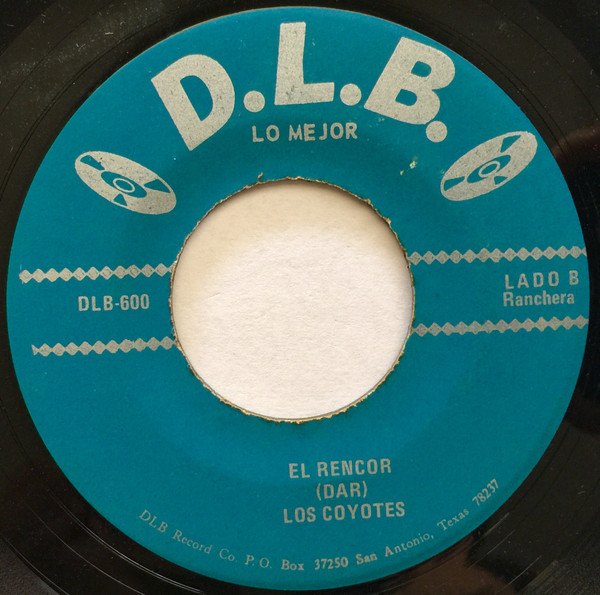 D.L.B.
LO MEJOR
DLB-600
LADO B
Ranchera
EL RENCOR
(DAR)
LOS COYOTES
DLB Record Co. P.O. Box 37250 San Antonio, Texas 78237